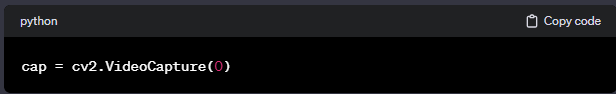 python
Copy code
cap = cv2.VideoCapture(0)